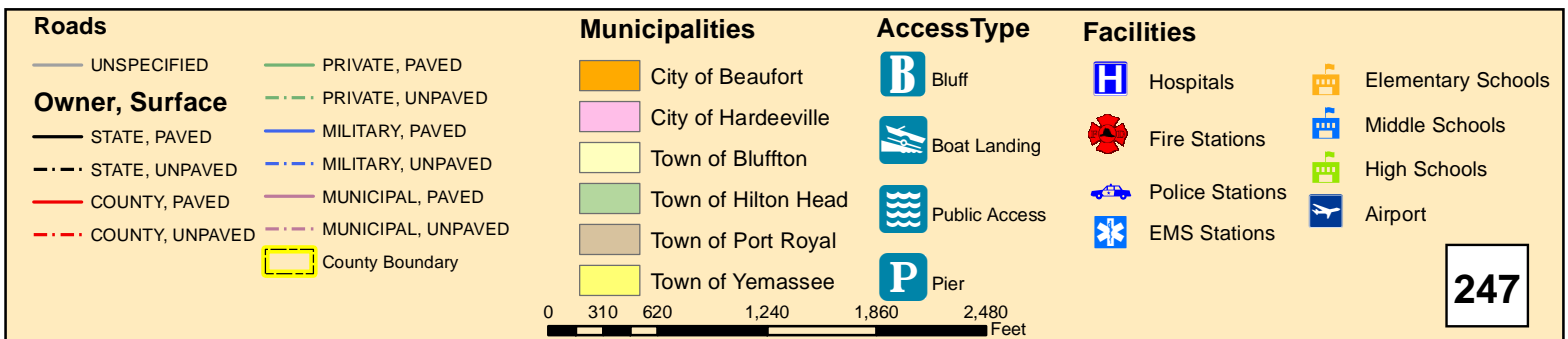 Roads
UNSPECIFIED
Owner, Surface
STATE, PAVED
STATE, UNPAVED
COUNTY, PAVED
COUNTY, UNPAVED
PRIVATE, PAVED
PRIVATE, UNPAVED
MILITARY, PAVED
MILITARY, UNPAVED
MUNICIPAL, PAVED
MUNICIPAL, UNPAVED
County Boundary
Municipalities
City of Beaufort
City of Hardeeville
Town of Bluffton
Town of Hilton Head
Town of Port Royal
Town of Yemassee
AccessType
B Bluff
Boat Landing
Public Access
P Pier
Facilities
H Hospitals
Fire Stations
Police Stations
EMS Stations
Elementary Schools
Middle Schools
High Schools
Airport
0 310 620 1,240 1,860 2,480
Feet
247